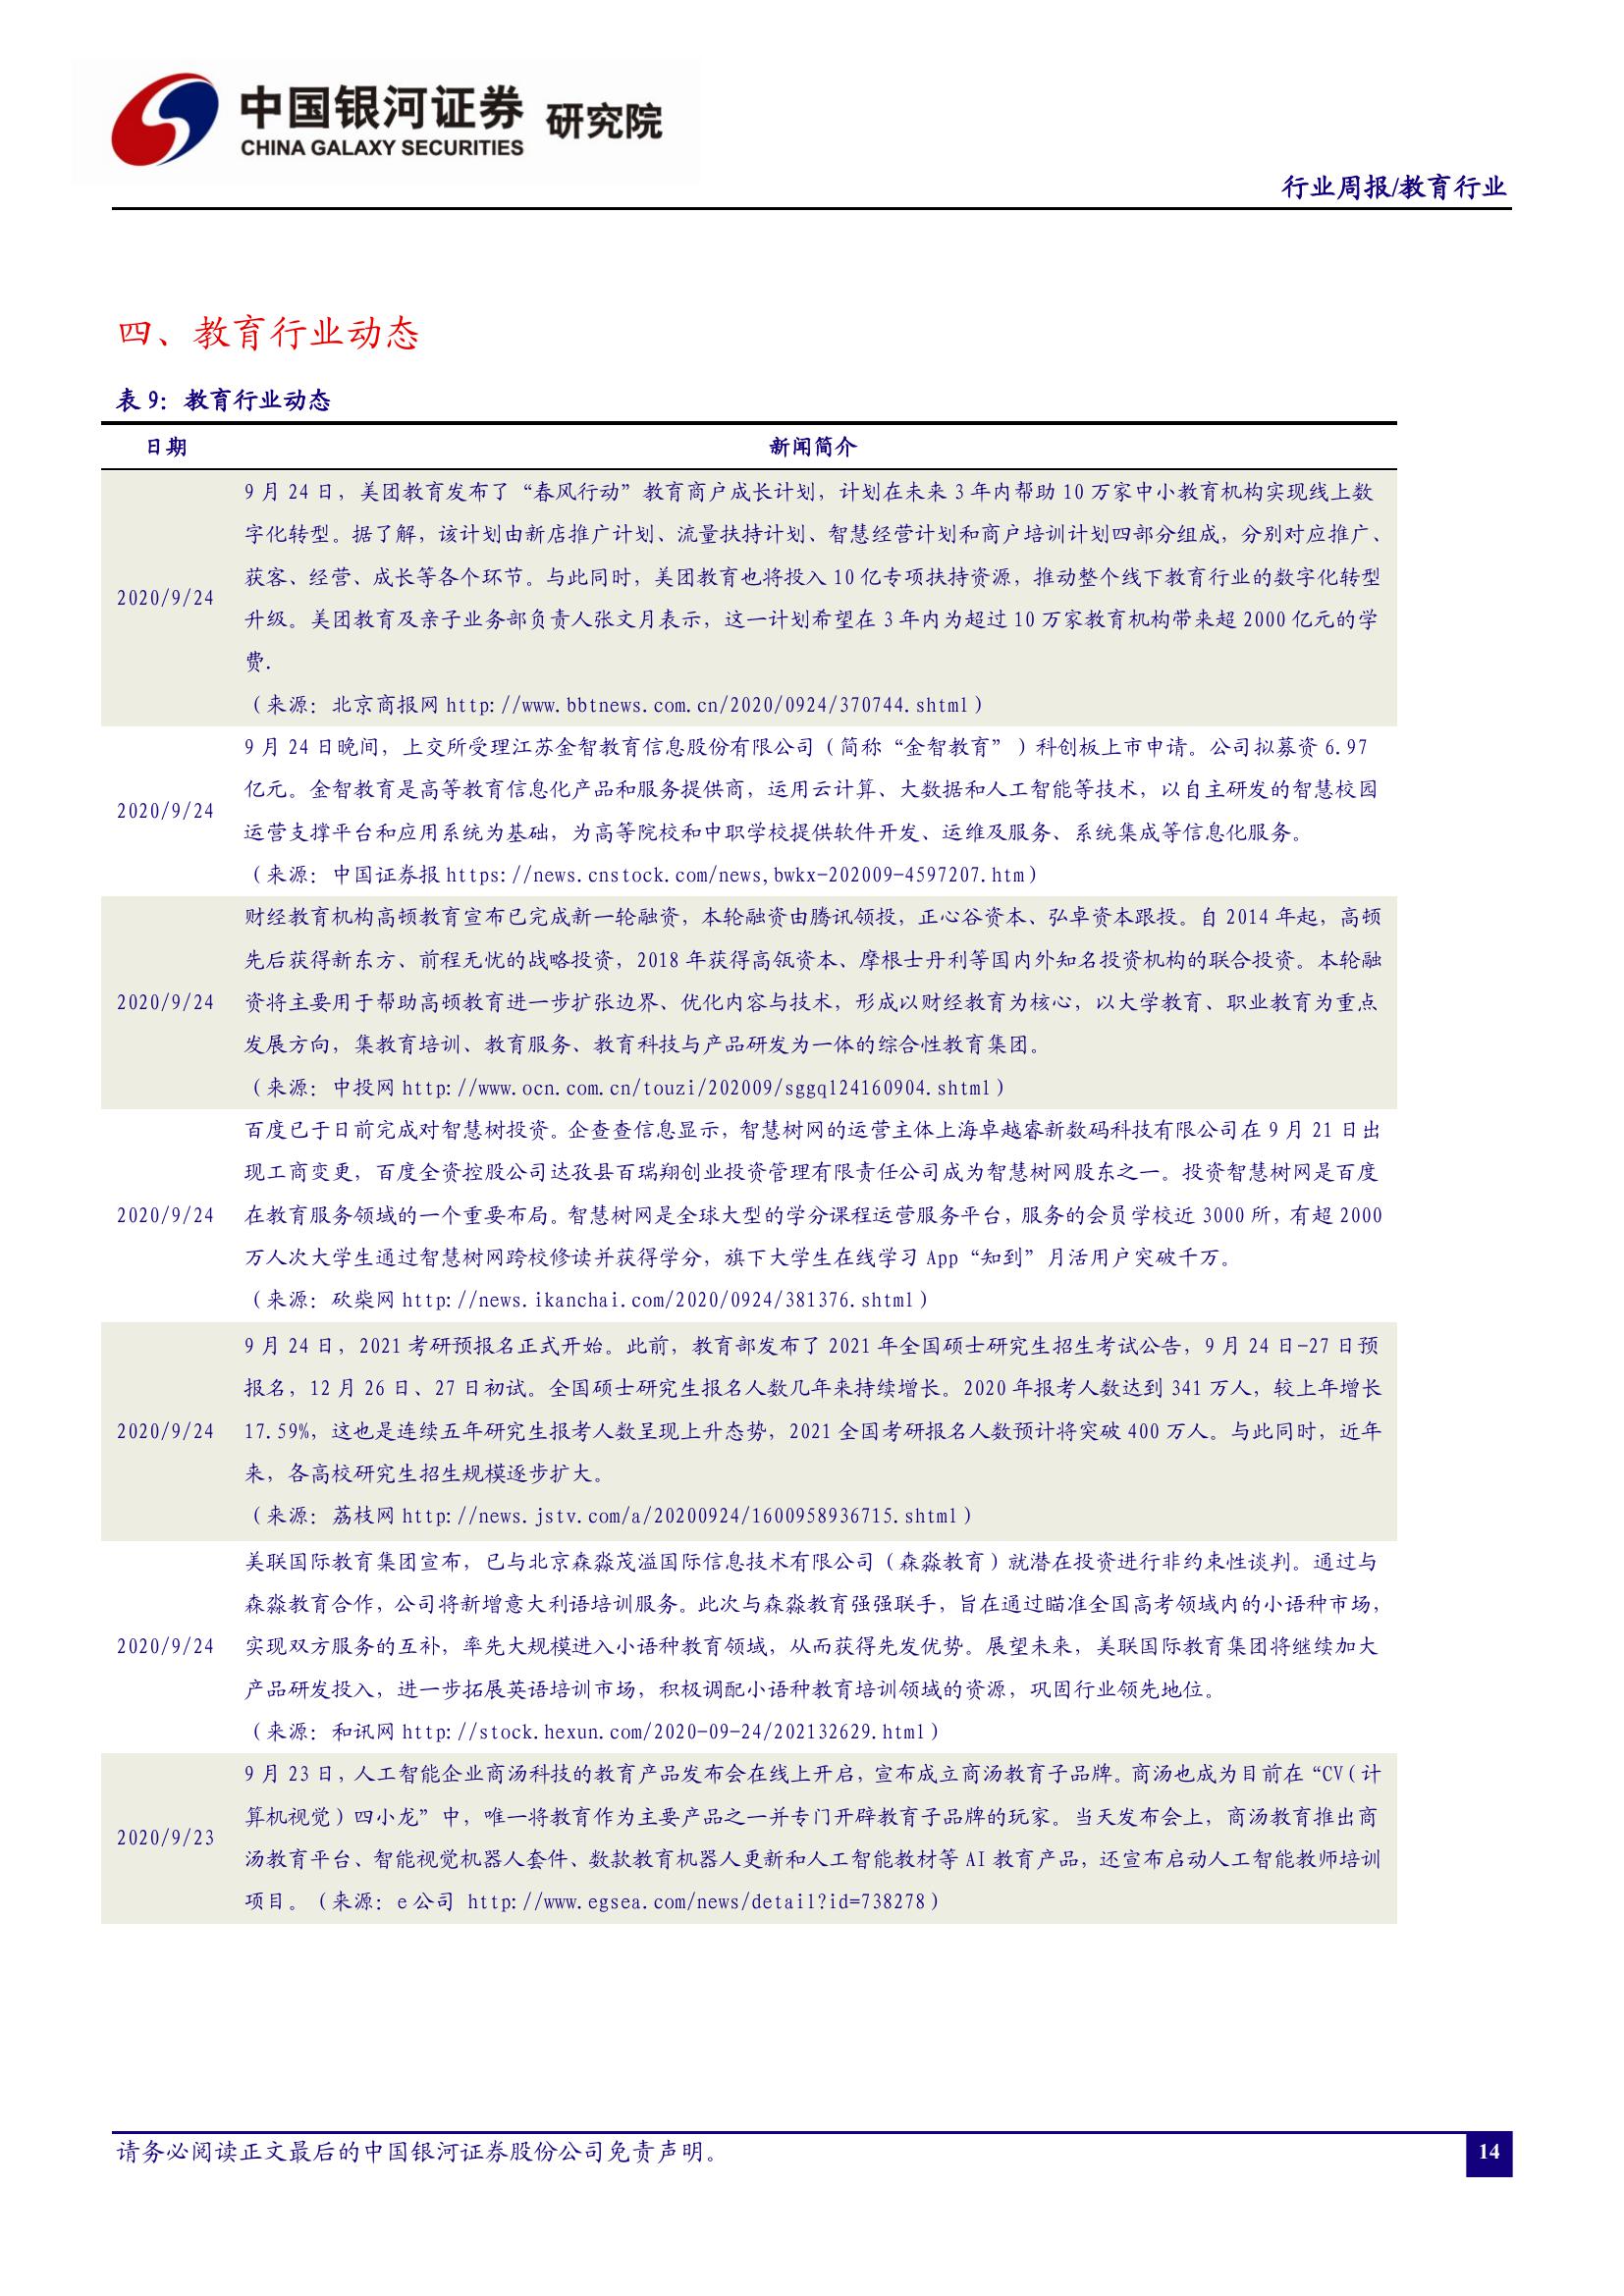 中国银河证券 研究院
CHINA GALAXY SECURITIES
行业周报/教育行业
四、教育行业动态
表 9：教育行业动态
日期 新闻简介
9 月 24 日，美团教育发布了“春风行动”教育商户成长计划，计划在未来 3 年内帮助 10 万家中小教育机构实现线上数
字化转型。据了解，该计划由新店推广计划、流量扶持计划、智慧经营计划和商户培训计划四部分组成，分别对应推广、
获客、经营、成长等各个环节。与此同时，美团教育也将投入 10 亿专项扶持资源，推动整个线下教育行业的数字化转型
2020/9/24
升级。美团教育及亲子业务部负责人张文月表示，这一计划希望在 3 年内为超过 10 万家教育机构带来超 2000 亿元的学
费.
（来源：北京商报网 http://www.bbtnews.com.cn/2020/0924/370744.shtml）
9 月 24 日晚间，上交所受理江苏金智教育信息股份有限公司（简称“金智教育”）科创板上市申请。公司拟募资 6.97
亿元。金智教育是高等教育信息化产品和服务提供商，运用云计算、大数据和人工智能等技术，以自主研发的智慧校园
2020/9/24
运营支撑平台和应用系统为基础，为高等院校和中职学校提供软件开发、运维及服务、系统集成等信息化服务。
（来源：中国证券报 https://news.cnstock.com/news,bwkx-202009-4597207.htm）
财经教育机构高顿教育宣布已完成新一轮融资，本轮融资由腾讯领投，正心谷资本、弘卓资本跟投。自 2014 年起，高顿
先后获得新东方、前程无忧的战略投资，2018 年获得高瓴资本、摩根士丹利等国内外知名投资机构的联合投资。本轮融
2020/9/24 资将主要用于帮助高顿教育进一步扩张边界、优化内容与技术，形成以财经教育为核心，以大学教育、职业教育为重点
发展方向，集教育培训、教育服务、教育科技与产品研发为一体的综合性教育集团。
（来源：中投网 http://www.ocn.com.cn/touzi/202009/sggql24160904.shtml）
百度已于日前完成对智慧树投资。企查查信息显示，智慧树网的运营主体上海卓越睿新数码科技有限公司在 9 月 21 日出
现工商变更，百度全资控股公司达孜县百瑞翔创业投资管理有限责任公司成为智慧树网股东之一。投资智慧树网是百度
2020/9/24 在教育服务领域的一个重要布局。智慧树网是全球大型的学分课程运营服务平台，服务的会员学校近 3000 所，有超 2000
万人次大学生通过智慧树网跨校修读并获得学分，旗下大学生在线学习 App“知到”月活用户突破千万。
（来源：砍柴网 http://news.ikanchai.com/2020/0924/381376.shtml）
9 月 24 日，2021 考研预报名正式开始。此前，教育部发布了 2021 年全国硕士研究生招生考试公告，9 月 24 日-27 日预
报名，12 月 26 日、27 日初试。全国硕士研究生报名人数几年来持续增长。2020 年报考人数达到 341 万人，较上年增长
2020/9/24 17.59%，这也是连续五年研究生报考人数呈现上升态势，2021 全国考研报名人数预计将突破 400 万人。与此同时，近年
来，各高校研究生招生规模逐步扩大。
（来源：荔枝网 http://news.jstv.com/a/20200924/1600958936715.shtml）
美联国际教育集团宣布，已与北京森淼茂溢国际信息技术有限公司（森淼教育）就潜在投资进行非约束性谈判。通过与
森淼教育合作，公司将新增意大利语培训服务。此次与森淼教育强强联手，旨在通过瞄准全国高考领域内的小语种市场，
2020/9/24 实现双方服务的互补，率先大规模进入小语种教育领域，从而获得先发优势。展望未来，美联国际教育集团将继续加大
产品研发投入，进一步拓展英语培训市场，积极调配小语种教育培训领域的资源，巩固行业领先地位。
（来源：和讯网 http://stock.hexun.com/2020-09-24/202132629.html）
9 月 23 日，人工智能企业商汤科技的教育产品发布会在线上开启，宣布成立商汤教育子品牌。商汤也成为目前在“CV（计
算机视觉）四小龙”中，唯一将教育作为主要产品之一并专门开辟教育子品牌的玩家。当天发布会上，商汤教育推出商
2020/9/23
汤教育平台、智能视觉机器人套件、数款教育机器人更新和人工智能教材等 AI 教育产品，还宣布启动人工智能教师培训
项目。（来源：e 公司 http://www.egsea.com/news/detail?id=738278）
请务必阅读正文最后的中国银河证券股份公司免责声明。
14